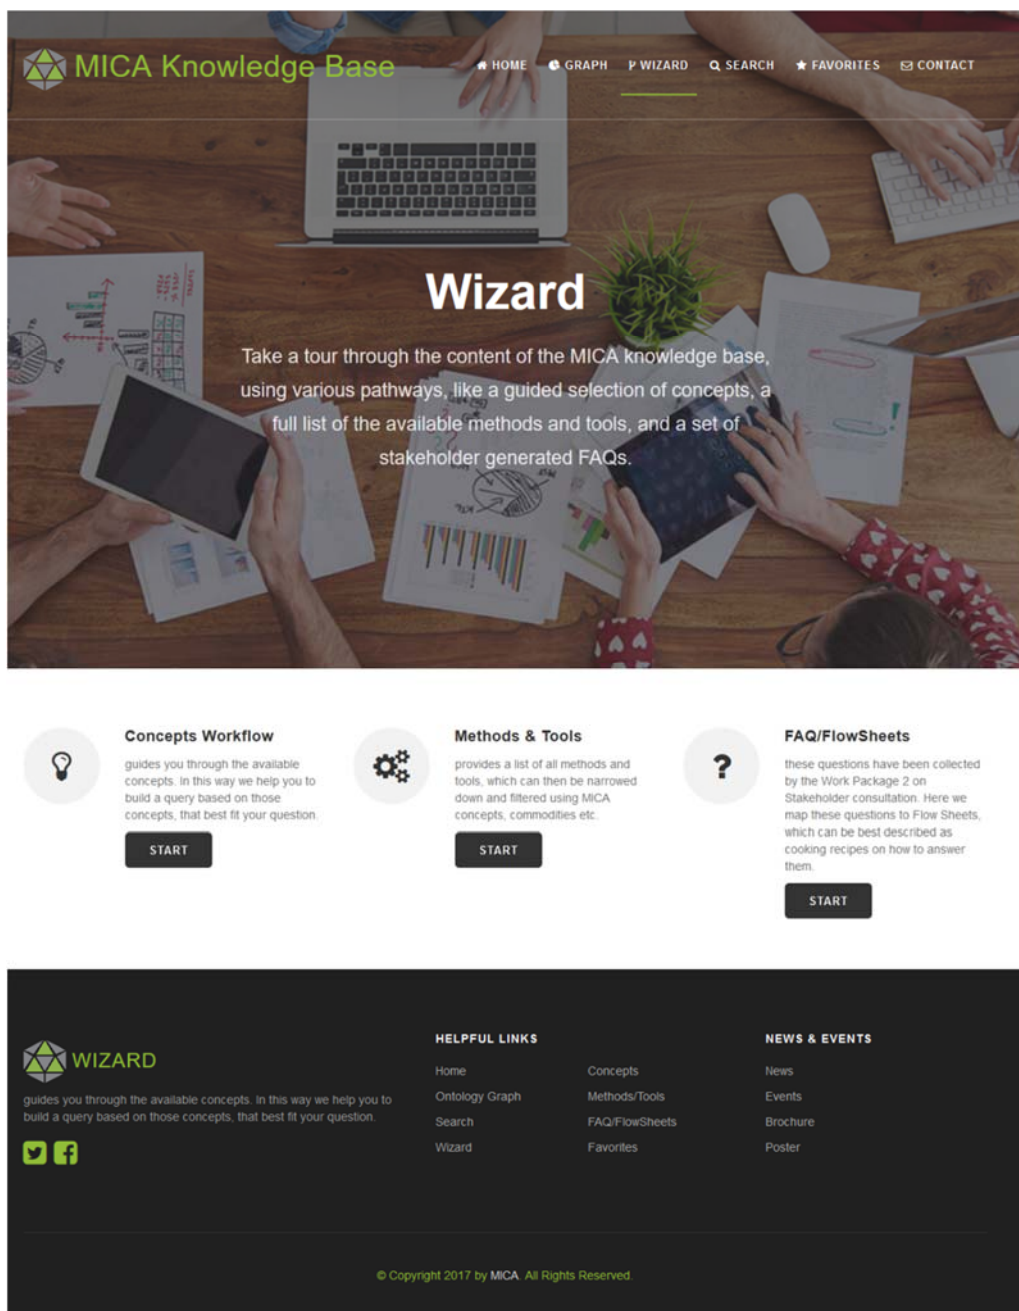 MICA Knowledge Base
HOME GRAPH WIZARD SEARCH FAVORITES CONTACT
Wizard
Take a tour through the content of the MICA knowledge base,
using various pathways, like a guided selection of concepts, a
full list of the available methods and tools, and a set of
stakeholder generated FAQs.
Concepts Workflow
guides you through the available
concepts. In this way we help you to
build a query based on those
concepts, that best fit your question.
START
Methods & Tools
provides a list of all methods and
tools, which can then be narrowed
down and filtered using MICA
concepts, commodities etc.
START
FAQ/FlowSheets
these questions have been collected
by the Work Package 2 on
Stakeholder consultation. Here we
map these questions to Flow Sheets,
which can be best described as
cooking recipes on how to answer
them.
START
WIZARD
guides you through the available concepts. In this way we help you to
build a query based on those concepts, that best fit your question.
HELPFUL LINKS
Home
Ontology Graph
Search
Wizard
Concepts
Methods/Tools
FAQ/FlowSheets
Favorites
NEWS & EVENTS
News
Events
Brochure
Poster
© Copyright 2017 by MICA. All Rights Reserved.